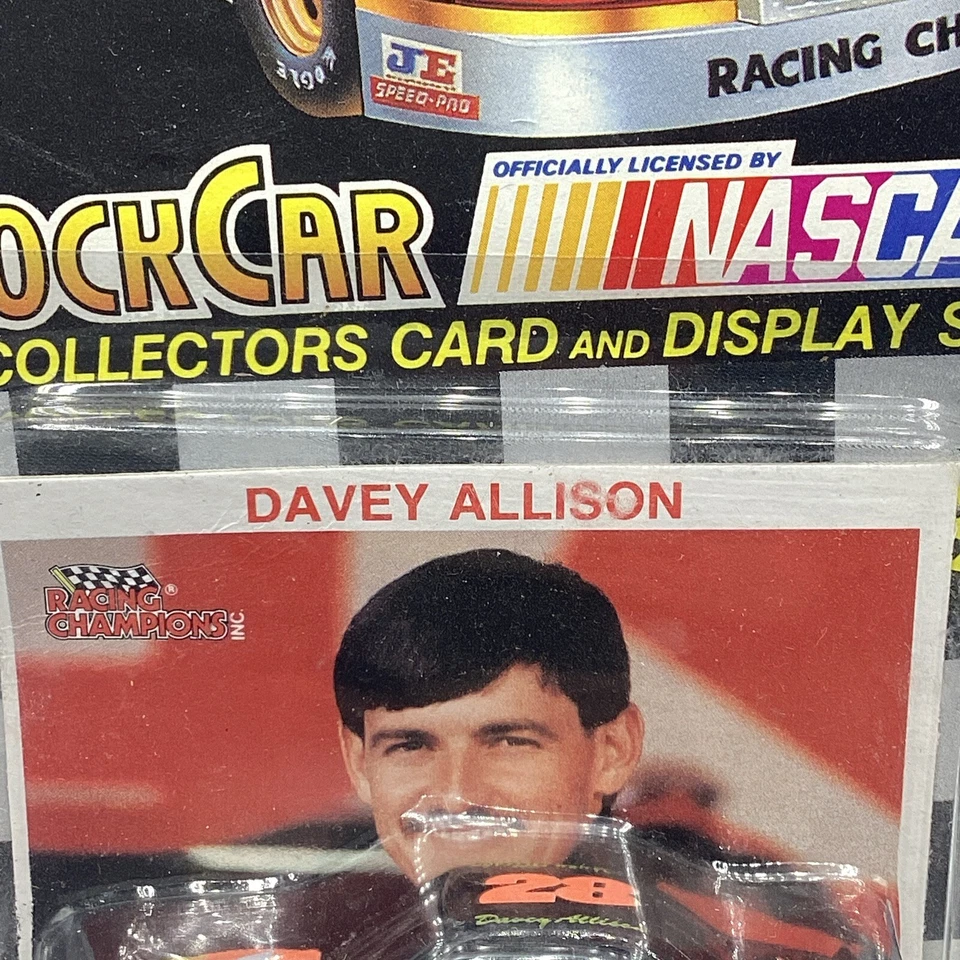 JE
SPEED-PRO
RACING CH
OFFICIALLY LICENSED BY
NASCA
OCKCAR
COLLECTORS CARD AND DISPLAY S
DAVEY ALLISON
RACING
CHAMPIONS INC.
®
28
Davey Allison